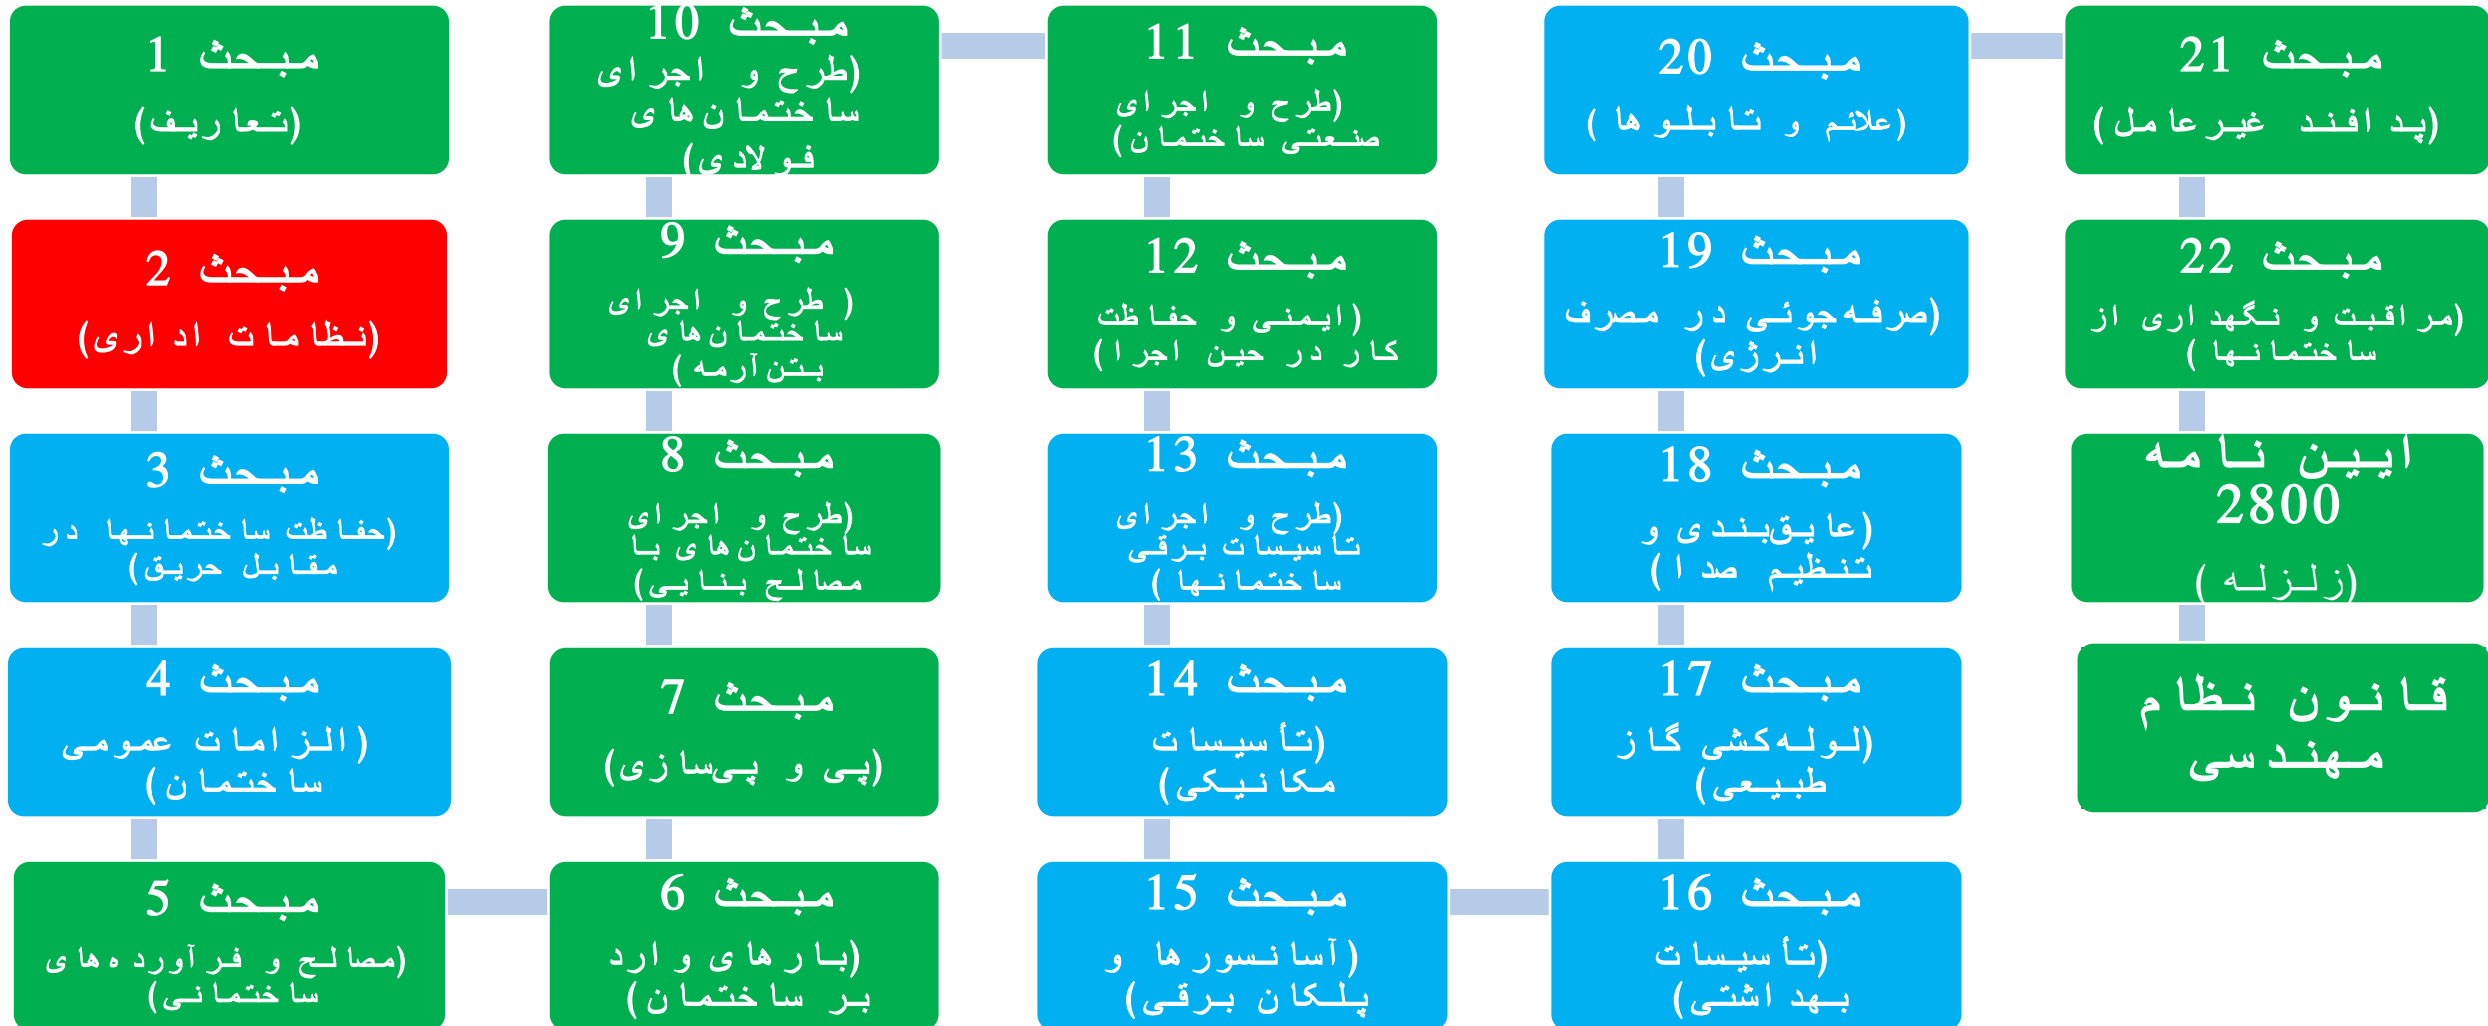 مبحث 1
(تعاریف)
مبحث 2
(نظامات اداری)
مبحث 3
(حفاظت ساختمانها در
مقابل حریق)
مبحث 4
(الزامات عمومی
ساختمان)
مبحث 5
(مصالح و فرآورده‌های
ساختمانی)
مبحث 6
(بارهای وارد
بر ساختمان)
مبحث 7
(پی و پی‌سازی)
مبحث 8
(طرح و اجرای
ساختمان‌های با
مصالح بنایی)
مبحث 9
( طرح و اجرای
ساختمان‌های
بتن‌آرمه)
مبحث 10
(طرح و اجرای
ساختمان‌های
فولادی)
مبحث 11
(طرح و اجرای
صنعتی ساختمان)
مبحث 12
(ایمنی و حفاظت
کار در حین اجرا)
مبحث 13
(طرح و اجرای
تاسیسات برقی
ساختمانها)
مبحث 14
(تأسیسات
مکانیکی)
مبحث 15
(آسانسورها و
پلکان برقی)
مبحث 16
(تأسیسات
بهداشتی)
مبحث 17
(لوله‌کشی گاز
طبیعی)
مبحث 18
(عایق‌بندی و
تنظیم صدا)
مبحث 19
(صرفه‌جوئی در مصرف
انرژی)
مبحث 20
(علائم و تابلوها)
مبحث 21
(پدافند غیرعامل)
مبحث 22
(مراقبت و نگهداری از
ساختمانها)
ایین نامه
2800
(زلزله)
قانون نظام
مهندسی